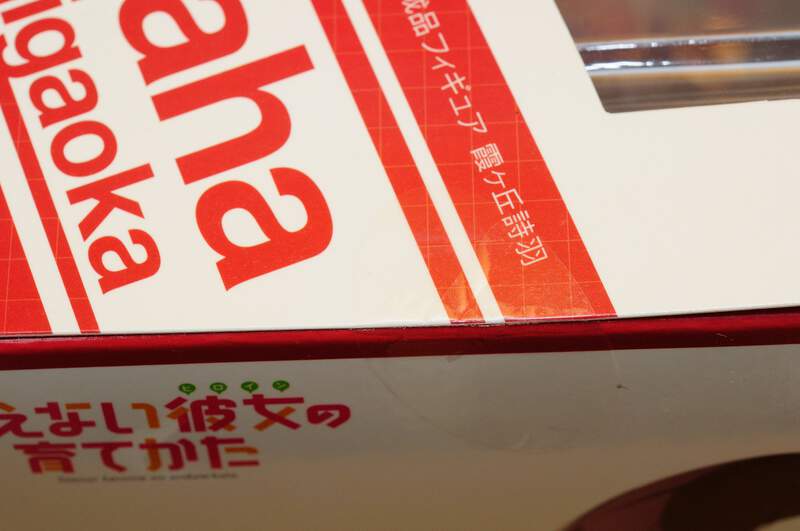 aha
igaoka
成品フィギュア 霞ヶ丘詩羽
ヒロイン
えない彼女の
育てかた